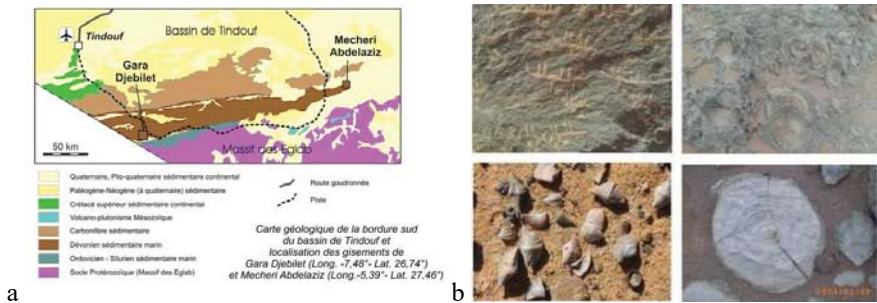 Tindouf
Bassin de Tindouf
Mecheri
Abdelaziz
Gara
Djebilet
50 km
Massif des Eglab
Quaternaire, Plio-quaternaire sédimentaire continental
Paléogène-Néogène (à quaternaire) sédimentaire
Crétacé supérieur sédimentaire continental
Volcano-plutonisme Mésozoïque
Carbonifère sédimentaire
Dévonien sédimentaire marin
Ordovicien - Silurien sédimentaire marin
Socle Protérozoïque (Massif des Eglab)
Route goudronnée
Piste
Carte géologique de la bordure sud
du bassin de Tindouf et
localisation des gisements de
Gara Djebilet (Long. -7,48°- Lat. 26,74°)
et Mecheri Abdelaziz (Long.-5,39°- Lat. 27,46°)
a
b